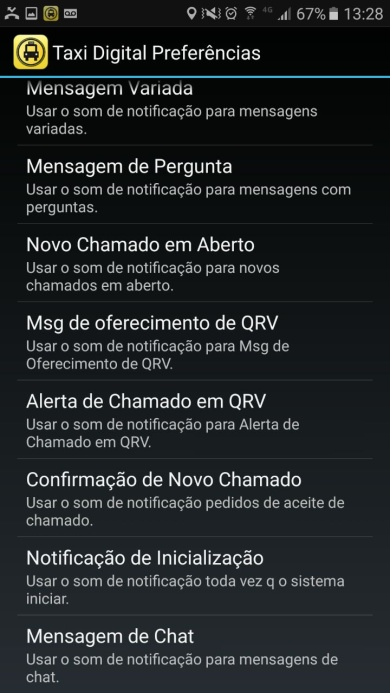 4G 67% 13:28
Taxi Digital Preferências
Mensagem Variada
Usar o som de notificação para mensagens
variadas.
Mensagem de Pergunta
Usar o som de notificação para mensagens com
perguntas.
Novo Chamado em Aberto
Usar o som de notificação para novos
chamados em aberto.
Msg de oferecimento de QRV
Usar o som de notificação para Msg de
Oferecimento de QRV.
Alerta de Chamado em QRV
Usar o som de notificação para Alerta de
Chamado em QRV.
Confirmação de Novo Chamado
Usar o som de notificação pedidos de aceite de
chamado.
Notificação de Inicialização
Usar o som de notificação toda vez q o sistema
iniciar.
Mensagem de Chat
Usar o som de notificação para mensagens de
chat.